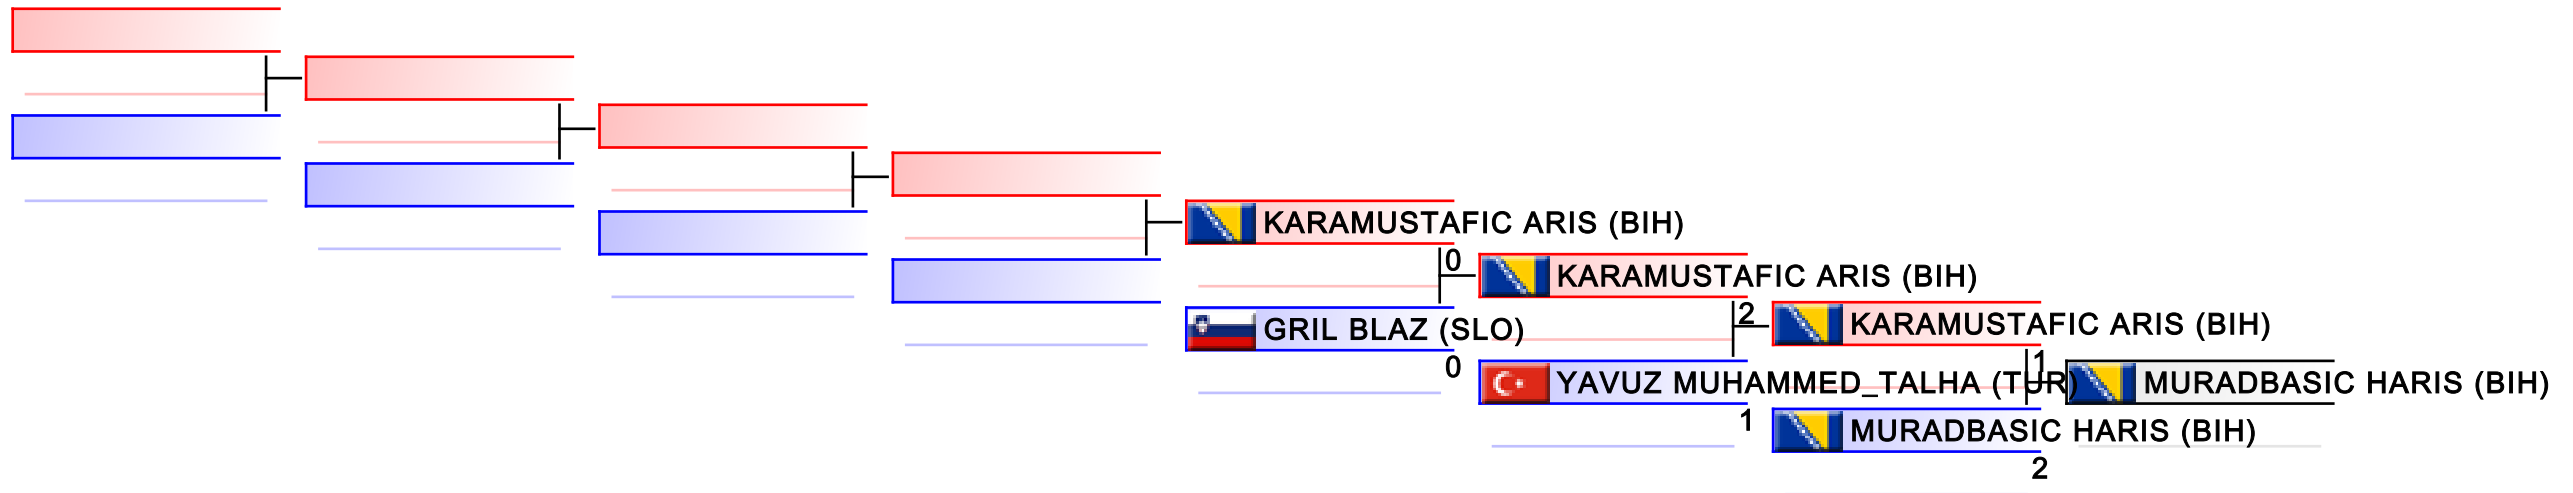 KARAMUSTAFIC ARIS (BIH)
0
KARAMUSTAFIC ARIS (BIH)
GRIL BLAZ (SLO)
0
2
KARAMUSTAFIC ARIS (BIH)
YAVUZ MUHAMMED_TALHA (TUR)
1
1
MURADBASIC HARIS (BIH)
MURADBASIC HARIS (BIH)
2